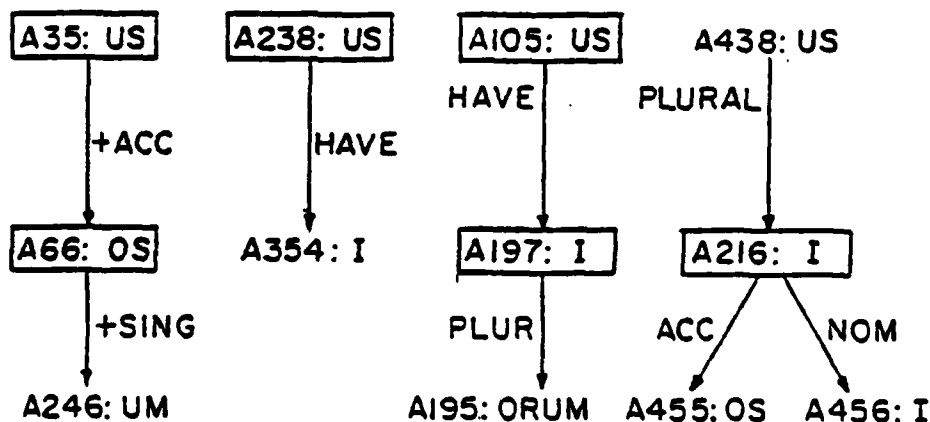 A35: US A238: US A105: US A438: US
+ACC HAVE HAVE PLURAL
A66: OS A354: I A197: I A216: I
+SING PLUR ACC NOM
A246: UM A195: ORUM A455: OS A456: I